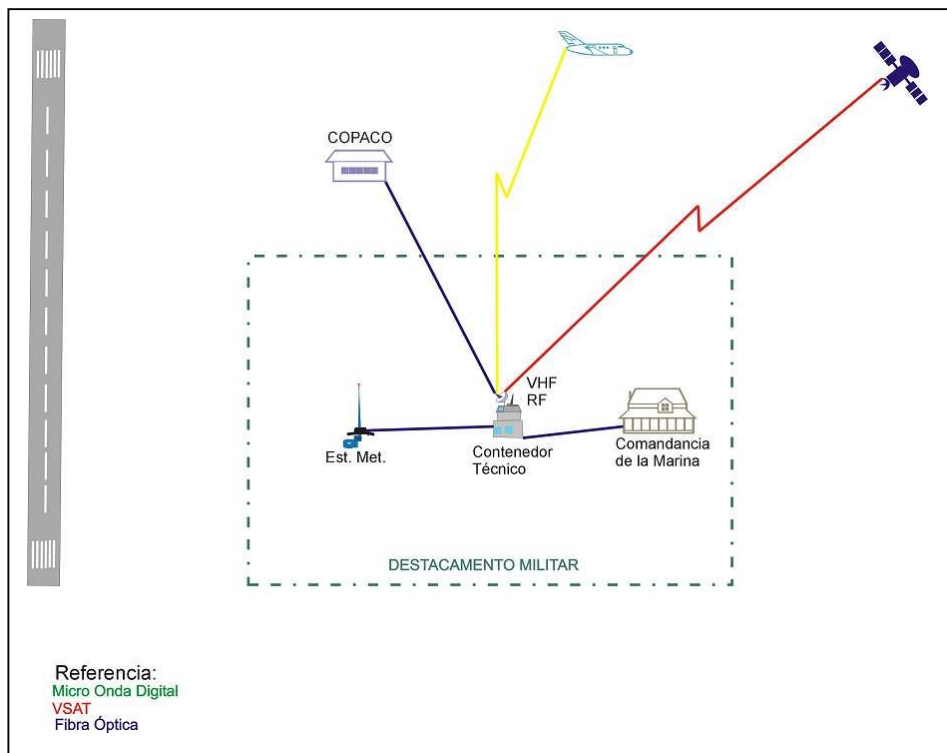 COPACO
VHF
RF
Est. Met.
Contenedor
Técnico
Comandancia
de la Marina
DESTACAMENTO MILITAR
Referencia:
Micro Onda Digital
VSAT
Fibra Óptica